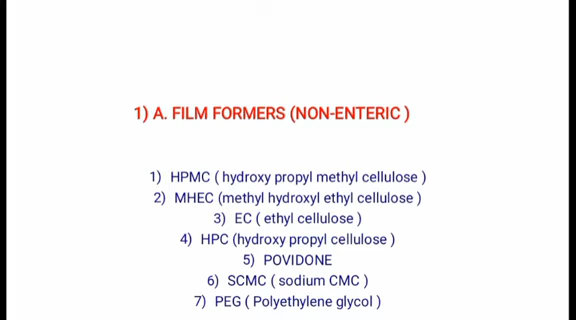 1) A. FILM FORMERS (NON-ENTERIC )
1) HPMC ( hydroxy propyl methyl cellulose )
2) MHEC (methyl hydroxyl ethyl cellulose )
3) EC ( ethyl cellulose )
4) HPC (hydroxy propyl cellulose )
5) POVIDONE
6) SCMC ( sodium CMC )
7) PEG ( Polyethylene glycol )